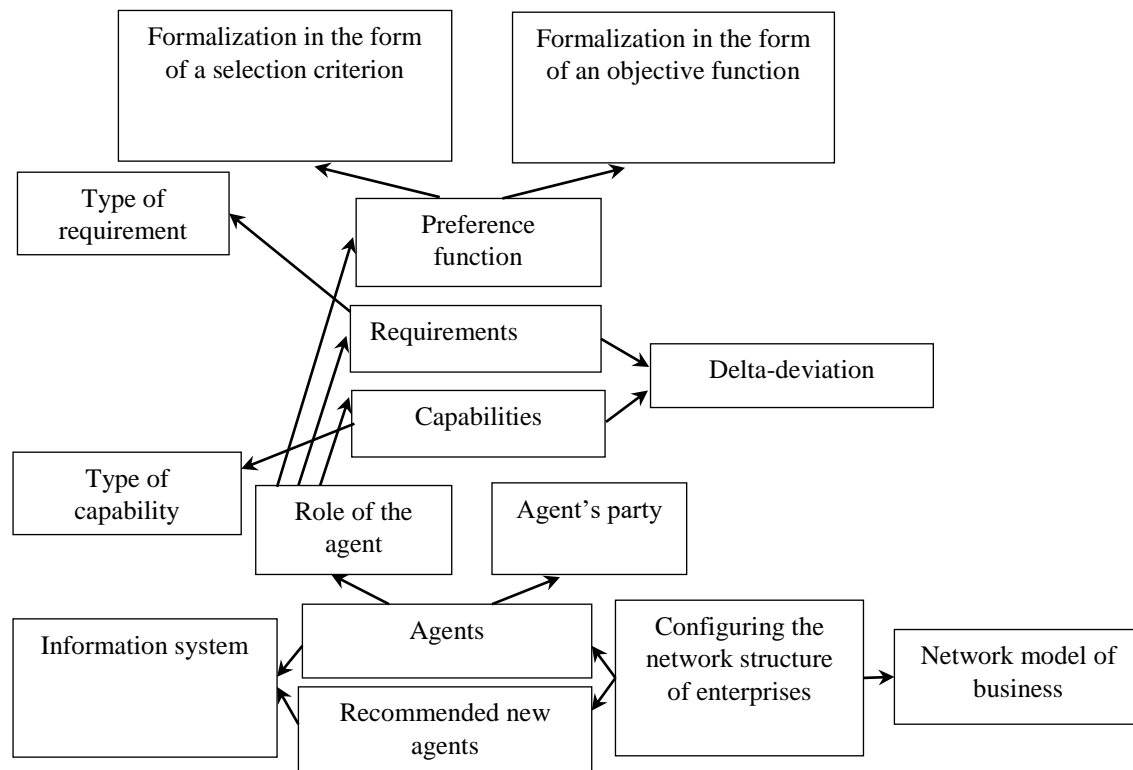 Formalization in the form
of a selection criterion
Formalization in the form
of an objective function
Type of
requirement
Preference
function
Requirements
Delta-deviation
Capabilities
Type of
capability
Role of the
agent
Agent’s party
Information system
Agents
Configuring the
network structure
of enterprises
Network model of
business
Recommended new
agents